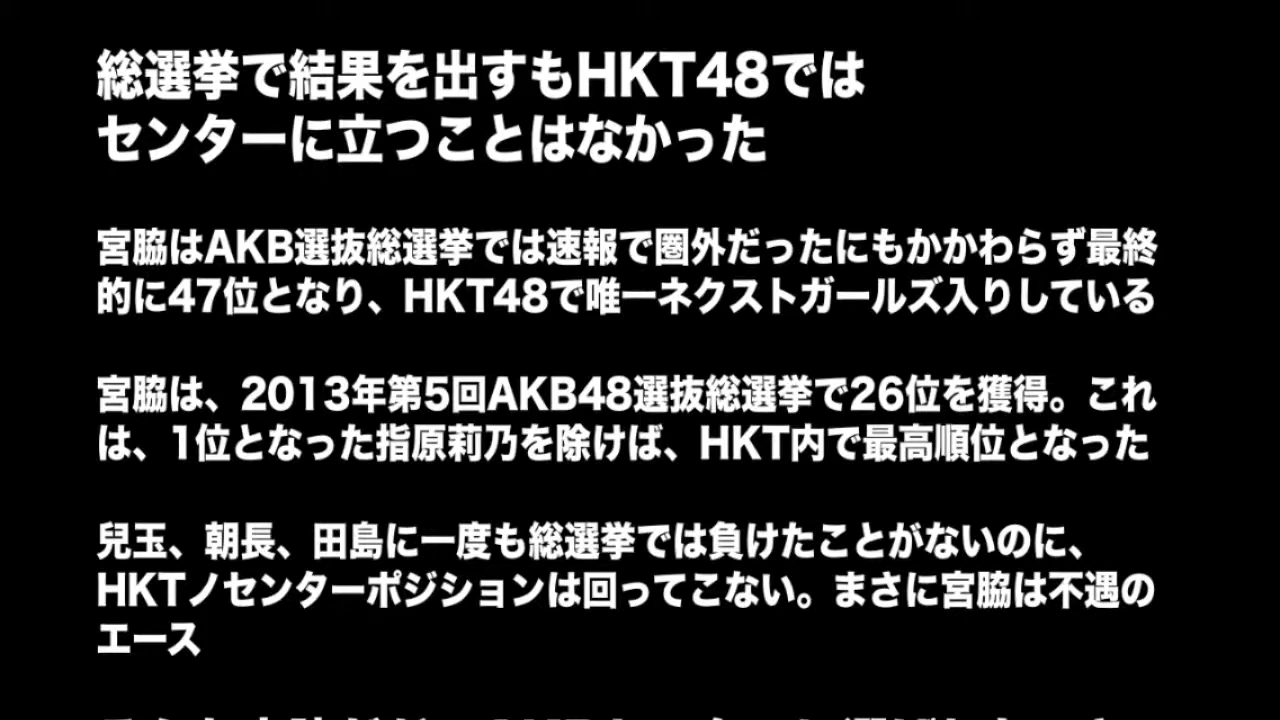 総選挙で結果を出すもHKT48では
センターに立つことはなかった
宮脇はAKB選抜総選挙では速報で圏外だったにもかかわらず最終
的に47位となり、HKT48で唯一ネクストガールズ入りしている
宮脇は、2013年第5回AKB48選抜総選挙で26位を獲得。これ
は、1位となった指原莉乃を除けば、HKT内で最高順位となった
兒玉、朝長、田島に一度も総選挙では負けたことがないのに、
HKTノセンターポジションは回ってこない。まさに宮脇は不遇の
エース